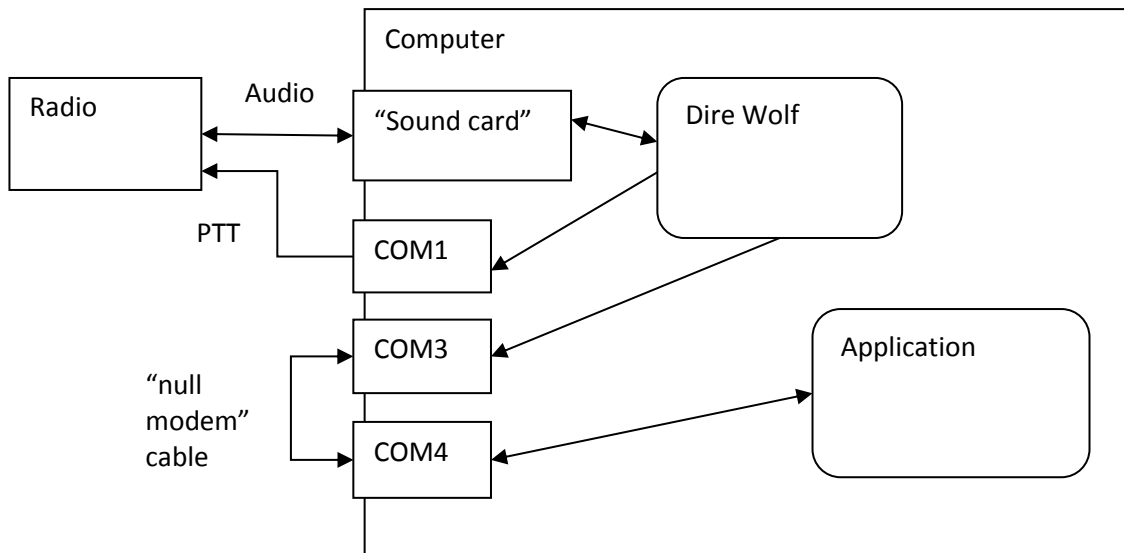 Computer
Radio
Audio
“Sound card”
Dire Wolf
PTT
COM1
COM3
Application
“null
modem”
cable
COM4